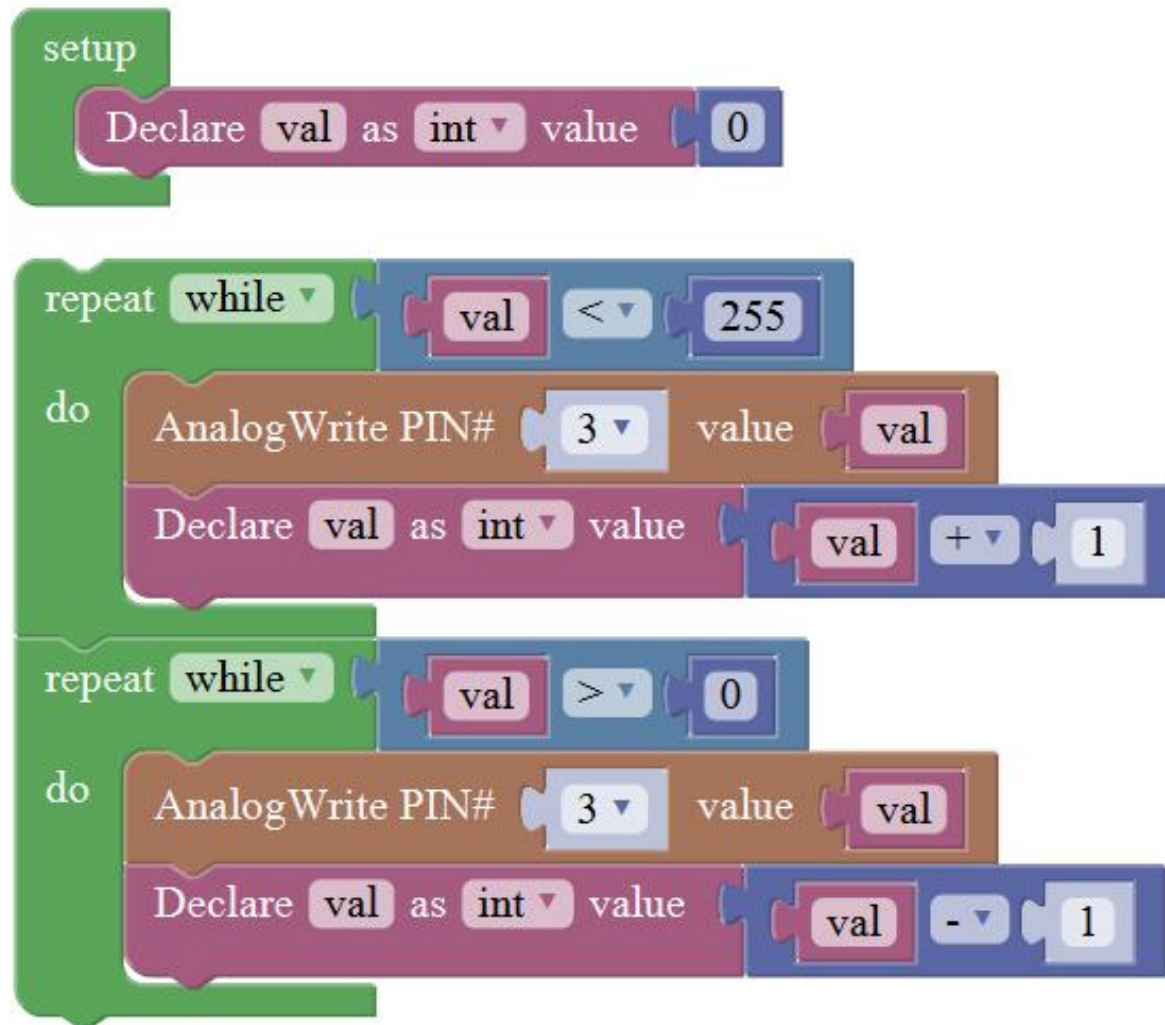 setup
Declare val as int value 0
repeat while val < 255
do AnalogWrite PIN# 3 value val
Declare val as int value val + 1
repeat while val > 0
do AnalogWrite PIN# 3 value val
Declare val as int value val - 1